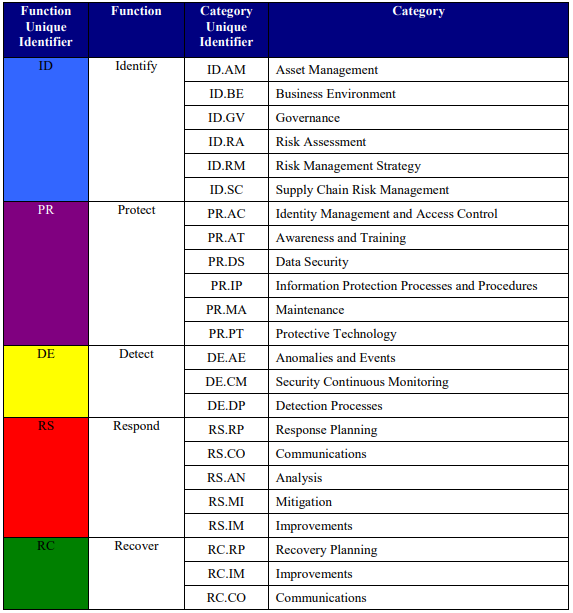 Function Unique Identifier Function Category Unique Identifier Category
ID Identify ID.AM Asset Management
ID.BE Business Environment
ID.GV Governance
ID.RA Risk Assessment
ID.RM Risk Management Strategy
ID.SC Supply Chain Risk Management
PR Protect PR.AC Identity Management and Access Control
PR.AT Awareness and Training
PR.DS Data Security
PR.IP Information Protection Processes and Procedures
PR.MA Maintenance
PR.PT Protective Technology
DE Detect DE.AE Anomalies and Events
DE.CM Security Continuous Monitoring
DE.DP Detection Processes
RS Respond RS.RP Response Planning
RS.CO Communications
RS.AN Analysis
RS.MI Mitigation
RS.IM Improvements
RC Recover RC.RP Recovery Planning
RC.IM Improvements
RC.CO Communications